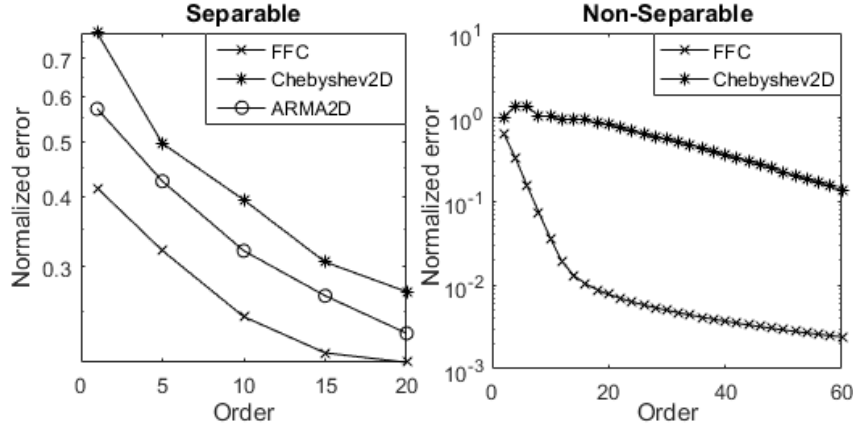 Separable
FFC
Chebyshev2D
ARMA2D
Normalized error
0.7
0.6
0.5
0.4
0.3
0 5 10 15 20
Order
Non-Separable
FFC
Chebyshev2D
Normalized error
10^1
10^0
10^-1
10^-2
10^-3
0 20 40 60
Order